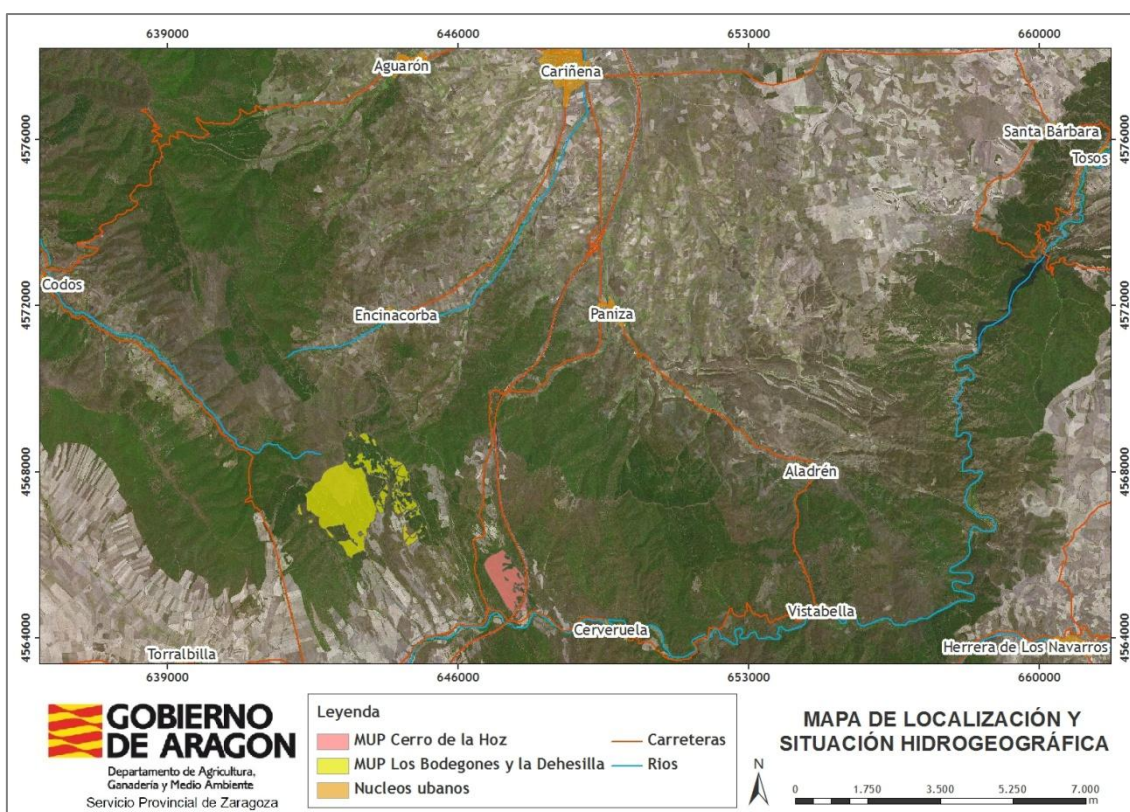 639000 646000 653000 660000
Aguarón
Cariñena
4576000 4576000
Santa Bárbara
Tosos
Codos
4572000 4572000
Encinacorba
Paniza
4568000 4568000
Aladrén
Vistabella
Cerveruela
4564000 4564000
Herrera de Los Navarros
Torralbilla
639000 646000 653000 660000
GOBIERNO
DE ARAGON
Departamento de Agricultura,
Ganadería y Medio Ambiente
Servicio Provincial de Zaragoza
Leyenda
MUP Cerro de la Hoz
MUP Los Bodegones y la Dehesilla
Nucleos ubanos
Carreteras
Rios
MAPA DE LOCALIZACIÓN Y
SITUACIÓN HIDROGEOGRÁFICA
N
0 1.750 3.500 5.250 7.000
m